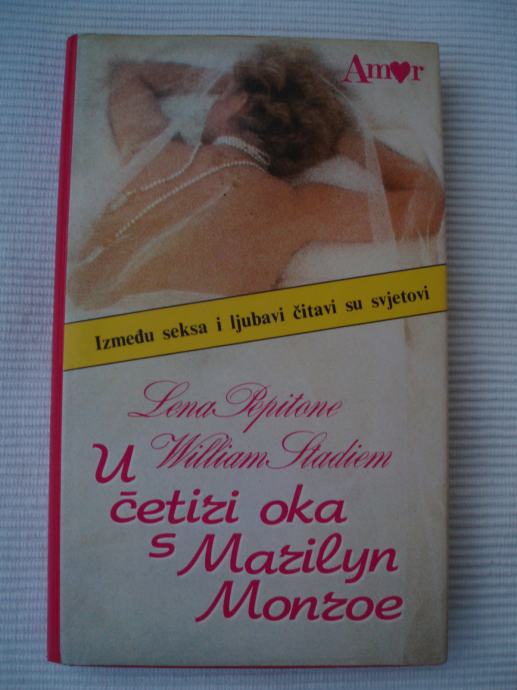 Amor
Između seksa i ljubavi čitavi su svjetovi
Lena Pepitone
William Stadiem
U
četiri oka
s Marilyn
Monroe